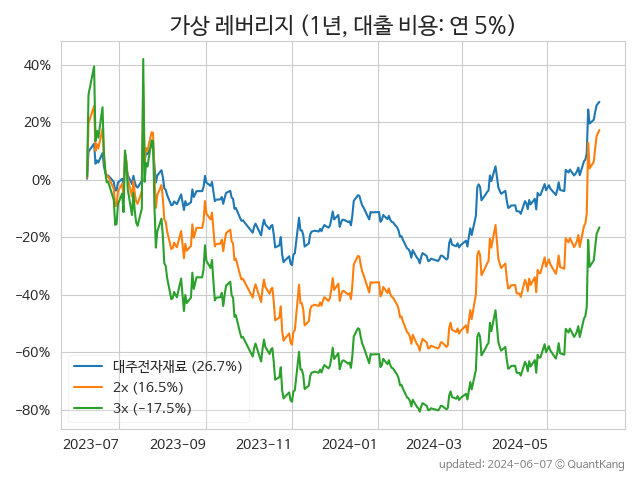 가상 레버리지 (1년, 대출 비용: 연 5%)
40%
20%
0%
−20%
−40%
−60%
−80%
대주전자재료 (26.7%)
2x (16.5%)
3x (−17.5%)
2023-07 2023-09 2023-11 2024-01 2024-03 2024-05
updated: 2024-06-07 © QuantKang